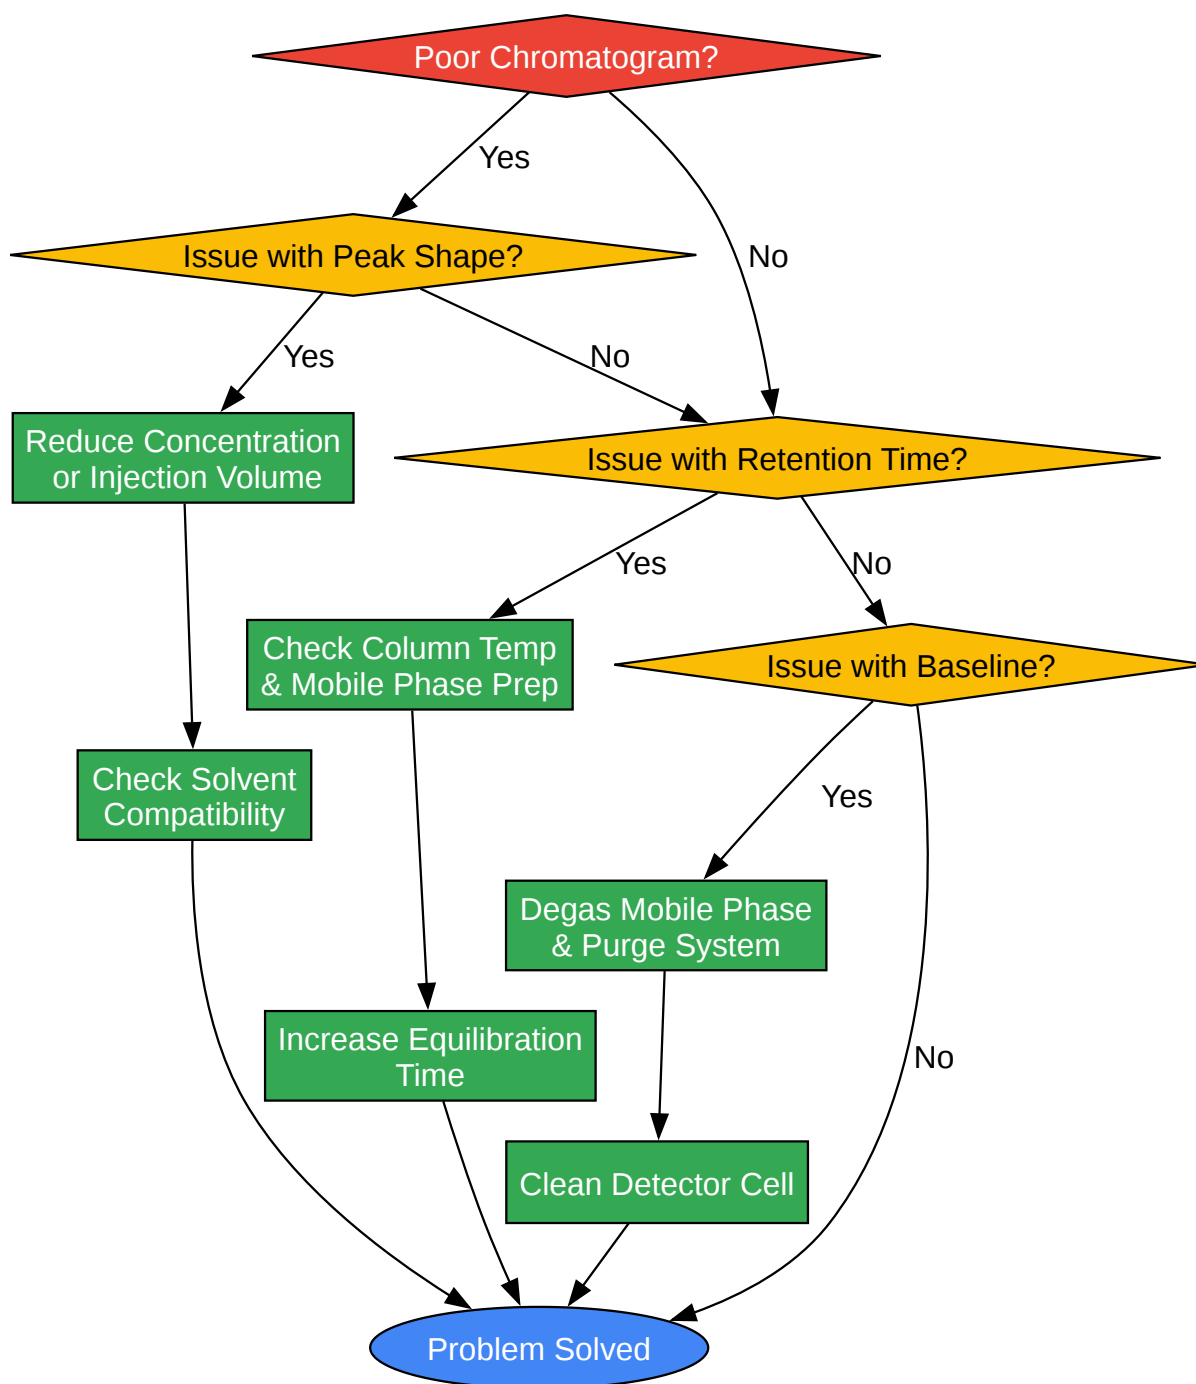 Poor Chromatogram?
Yes
Issue with Peak Shape?
No
Yes
No
Reduce Concentration
or Injection Volume
Issue with Retention Time?
Yes
No
Check Column Temp
& Mobile Phase Prep
Issue with Baseline?
Check Solvent
Compatibility
Yes
Degas Mobile Phase
& Purge System
Increase Equilibration
Time
No
Clean Detector Cell
Problem Solved